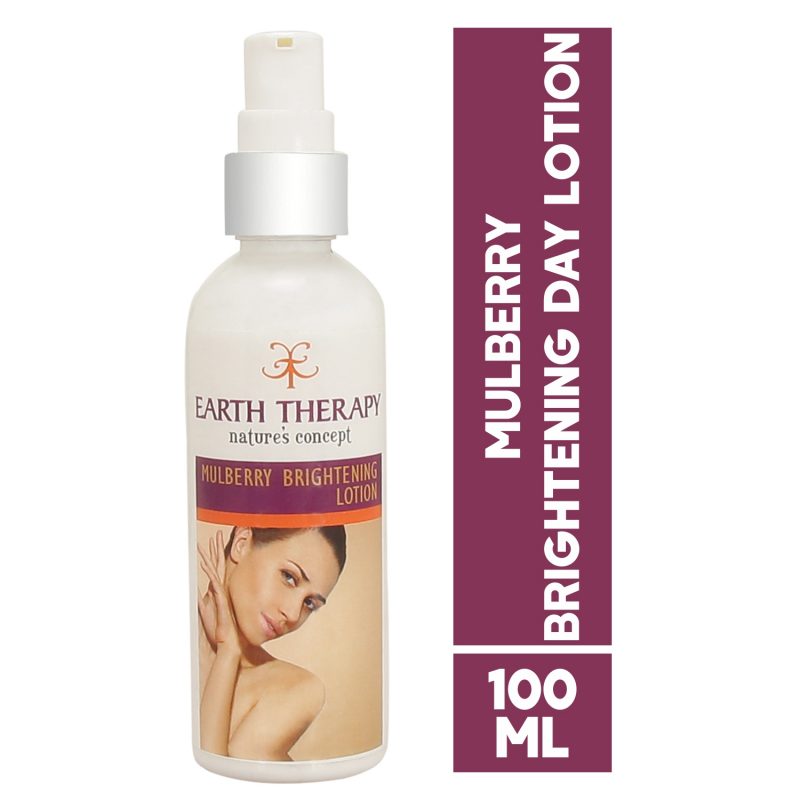 EARTH THERAPY
nature's concept
MULBERRY BRIGHTENING
LOTION
MULBERRY
BRIGHTENING DAY LOTION
100
ML